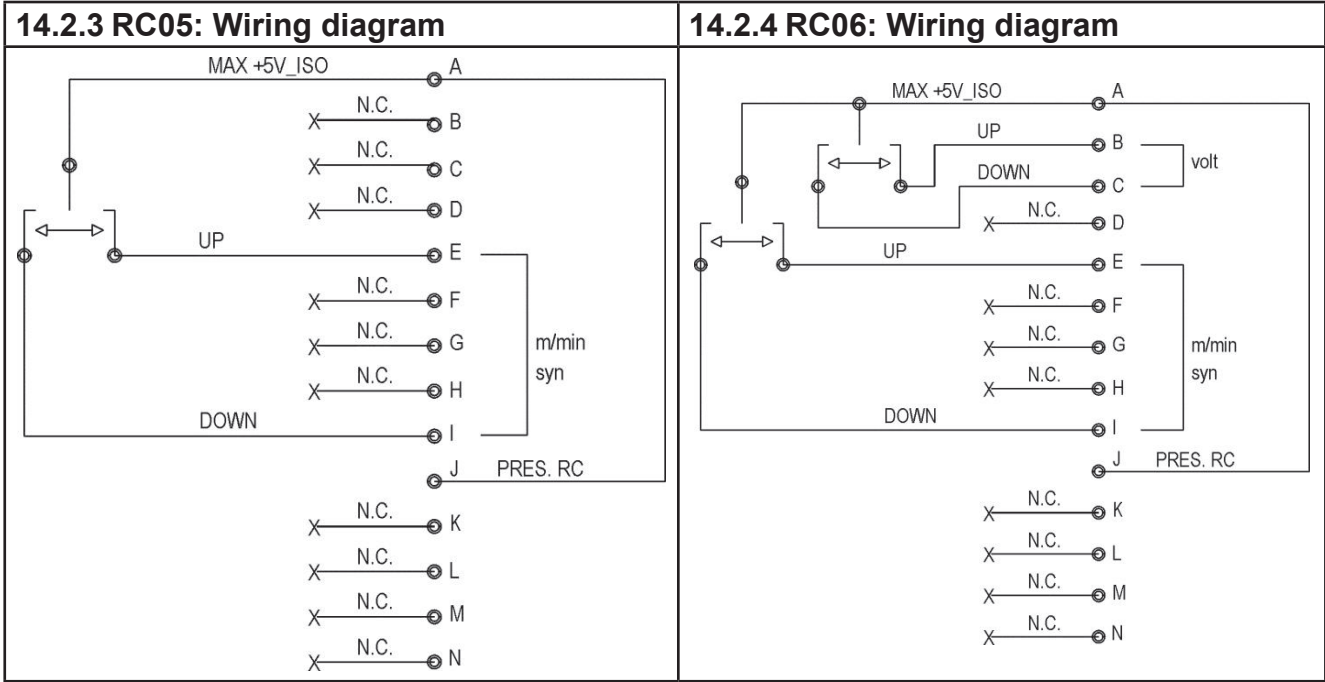 14.2.3 RC05: Wiring diagram
MAX +5V_ISO A
N.C. B
N.C. C
N.C. D
UP E
N.C. F
N.C. G m/min
syn
N.C. H
DOWN I
J PRES. RC
N.C. K
N.C. L
N.C. M
N.C. N
X
X
X
X
X
X
X
X
X
X
14.2.4 RC06: Wiring diagram
MAX +5V_ISO A
UP B
volt
DOWN C
N.C. D
UP E
N.C. F
N.C. G m/min
syn
N.C. H
DOWN I
J PRES. RC
N.C. K
N.C. L
N.C. M
N.C. N
X
X
X
X
X
X
X
X